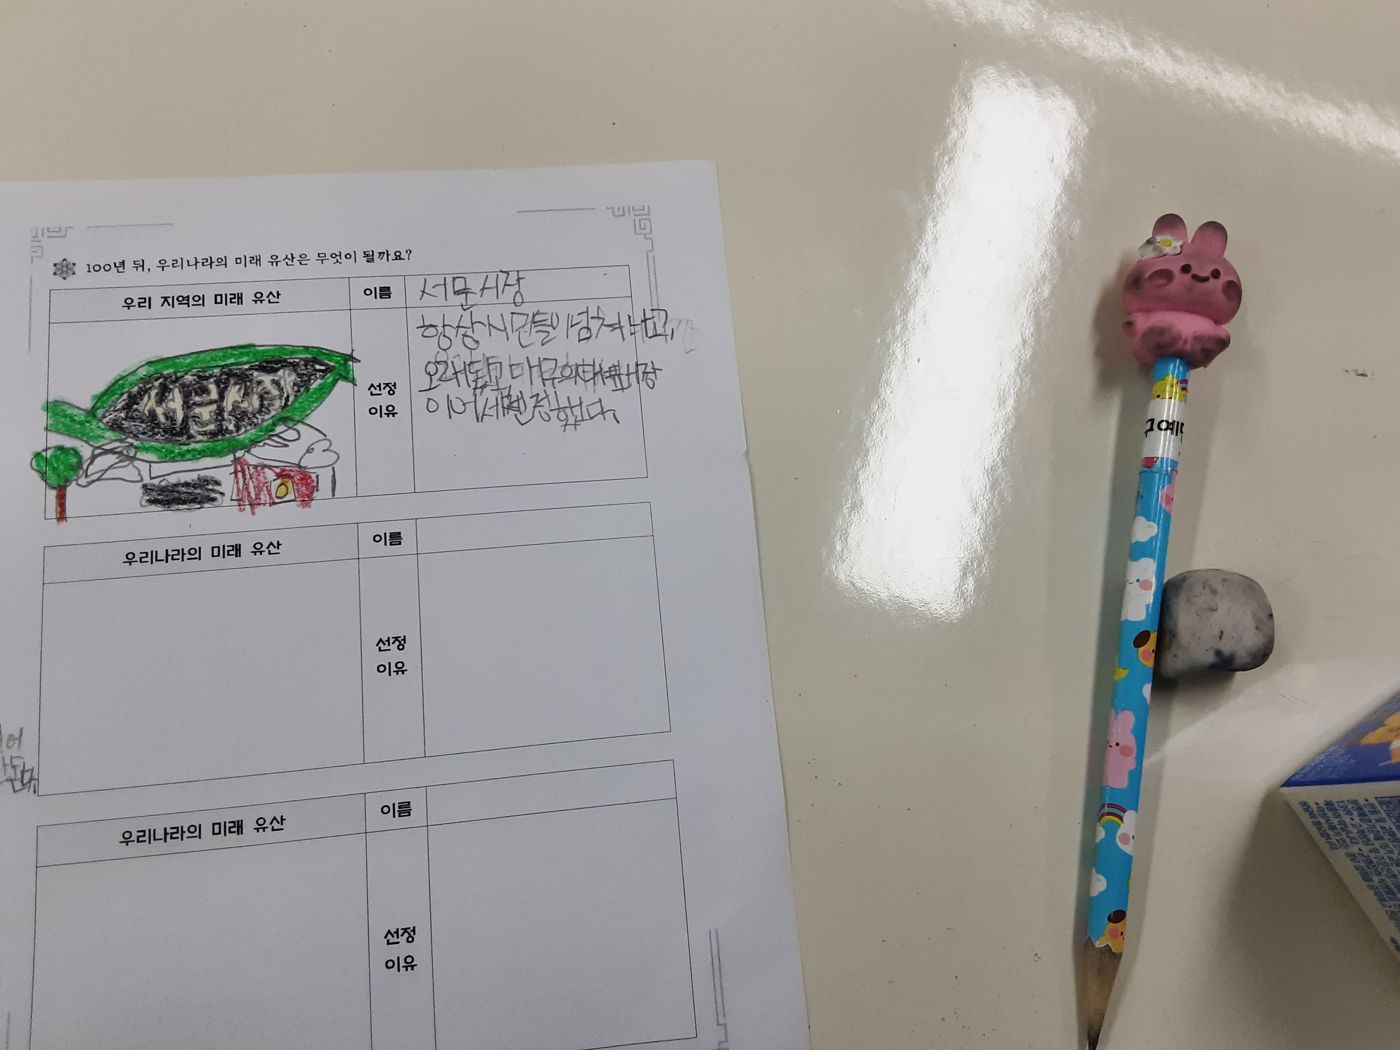 100년 뒤, 우리나라의 미래 유산은 무엇이 될까요?
우리 지역의 미래 유산
이름
서문시장
서문시장
선정
이유
항상 시민들이 넘쳐나고,
오래됐고 대구의 대표시장
이어서 선정했다.
우리나라의 미래 유산
이름
선정
이유
우리나라의 미래 유산
이름
선정
이유
구예